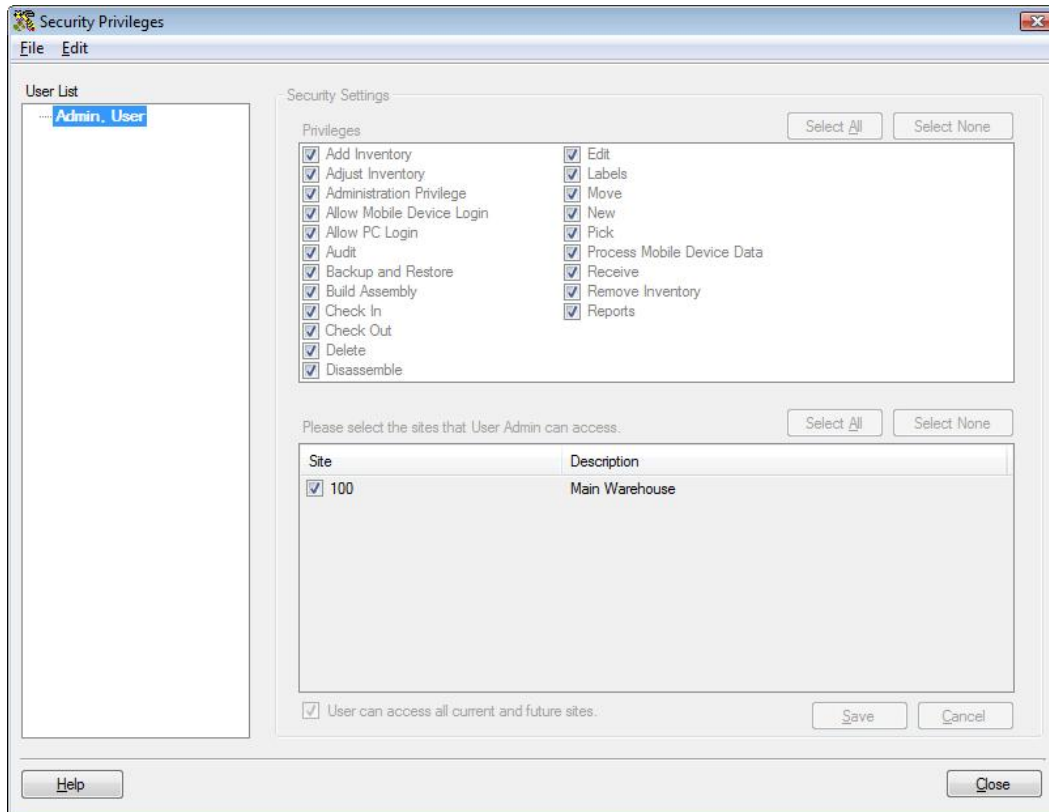 Security Privileges
File Edit
User List
Admin, User
Security Settings
Privileges
Select All Select None
Add Inventory
Adjust Inventory
Administration Privilege
Allow Mobile Device Login
Allow PC Login
Audit
Backup and Restore
Build Assembly
Check In
Check Out
Delete
Disassemble
Edit
Labels
Move
New
Pick
Process Mobile Device Data
Receive
Remove Inventory
Reports
Please select the sites that User Admin can access.
Select All Select None
Site Description
100 Main Warehouse
User can access all current and future sites.
Save Cancel
Help Close